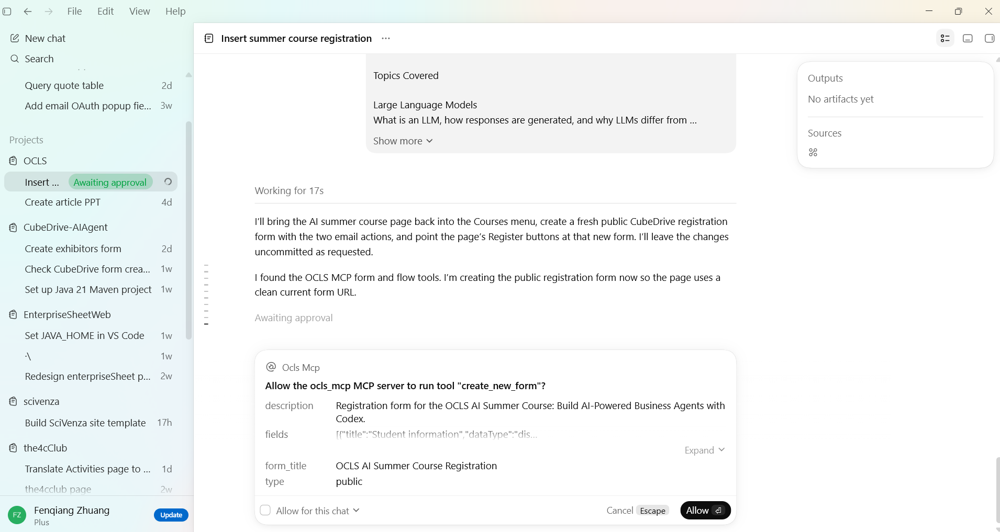 File Edit View Help
New chat
Search
Query quote table 2d
Add email OAuth popup fie... 3w
Projects
OCLS
Insert ... Awaiting approval
Create article PPT 4d
CubeDrive-AIAgent
Create exhibitors form 2d
Check CubeDrive form crea... 1w
Set up Java 21 Maven project 1w
EnterpriseSheetWeb
Set JAVA_HOME in VS Code 1w
·\ 1w
Redesign enterpriseSheet p... 2w
scivenza
Build SciVenza site template 17h
the4cClub
Translate Activities page to ... 1d
the4cclub page 2w
FZ
Fenqiang Zhuang
Plus
Update
Insert summer course registration ...
Topics Covered
Large Language Models
What is an LLM, how responses are generated, and why LLMs differ from ...
Show more
Working for 17s
I'll bring the AI summer course page back into the Courses menu, create a fresh public CubeDrive registration
form with the two email actions, and point the page's Register buttons at that new form. I'll leave the changes
uncommitted as requested.
I found the OCLS MCP form and flow tools. I'm creating the public registration form now so the page uses a
clean current form URL.
Awaiting approval
Ocls Mcp
Allow the ocls_mcp MCP server to run tool "create_new_form"?
description Registration form for the OCLS AI Summer Course: Build AI-Powered Business Agents with
Codex.
fields [{"title":"Student information","dataType":"dis...
Expand
form_title OCLS AI Summer Course Registration
type public
Allow for this chat
Cancel Escape
Allow
Outputs
No artifacts yet
Sources